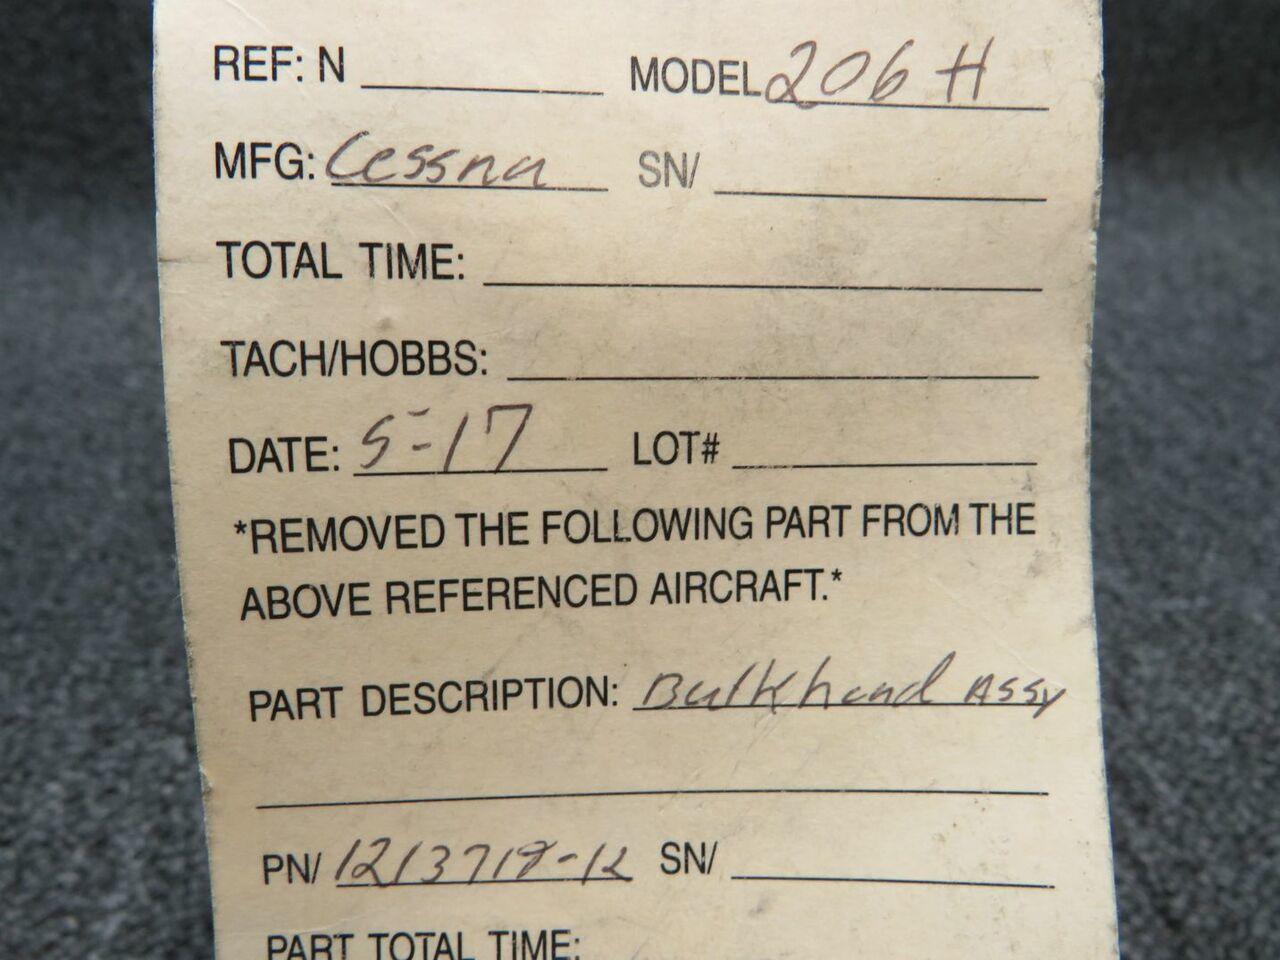 REF: N MODEL 206 H
MFG: Cessna SN/
TOTAL TIME:
TACH/HOBBS:
DATE: 5-17 LOT#
*REMOVED THE FOLLOWING PART FROM THE
ABOVE REFERENCED AIRCRAFT.*
PART DESCRIPTION: Bulkhead Assy
PN/ 1213718-12 SN/
PART TOTAL TIME: